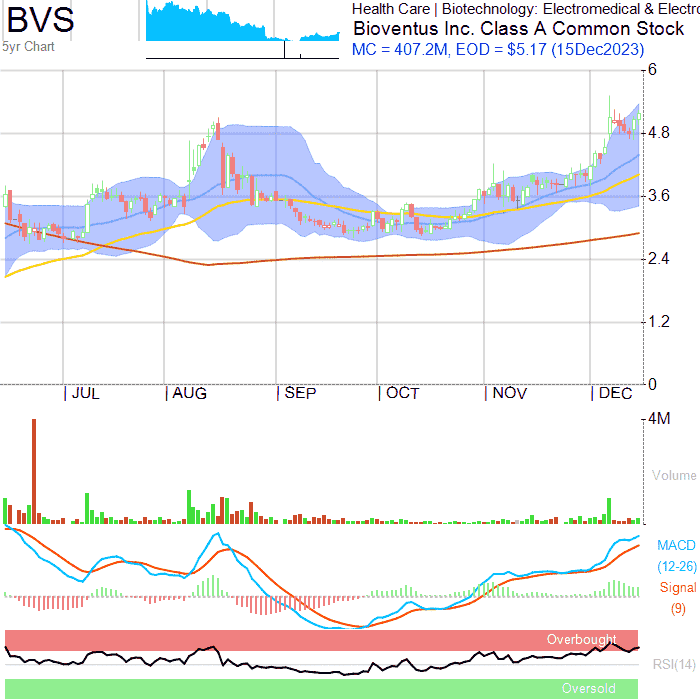 BVS
5yr Chart
Health Care | Biotechnology: Electromedical & Electro
Bioventus Inc. Class A Common Stock
MC = 407.2M, EOD = $5.17 (15Dec2023)
6
4.8
3.6
2.4
1.2
0
JUL AUG SEP OCT NOV DEC
4M
Volume
MACD
(12-26)
Signal
(9)
Overbought
RSI(14)
Oversold